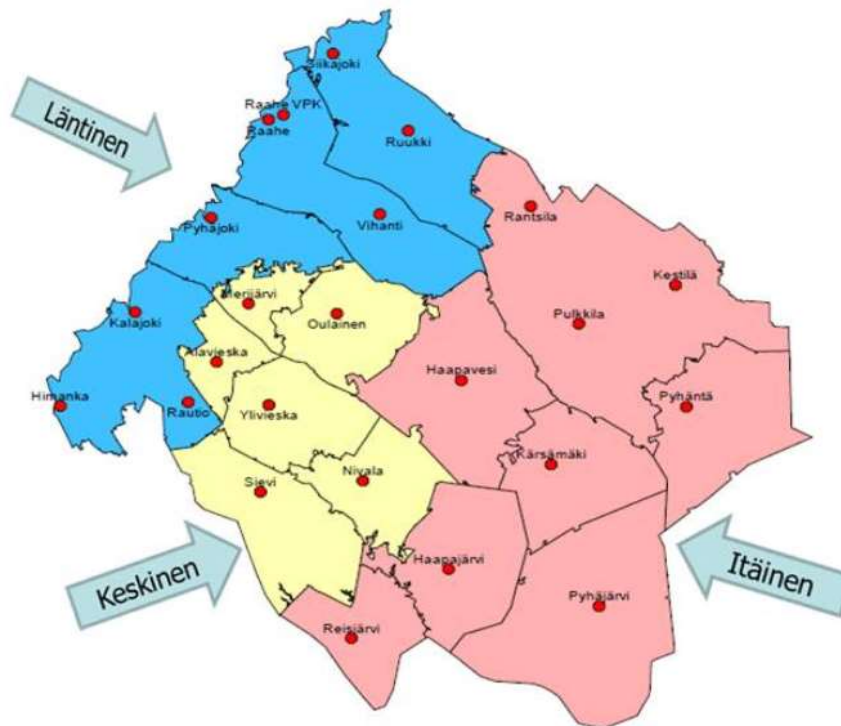 Siikajoki
Läntinen
Raahe VPK
Raahe
Ruukki
Rantsila
Vihanti
Pyhäjoki
Kestilä
Merijärvi
Kalajoki
Oulainen
Pulkkila
Alavieska
Haapavesi
Himanka
Rautio
Ylivieska
Pyhäntä
Kärsämäki
Nivala
Sievi
Keskinen
Haapajärvi
Itäinen
Pyhäjärvi
Reisjärvi